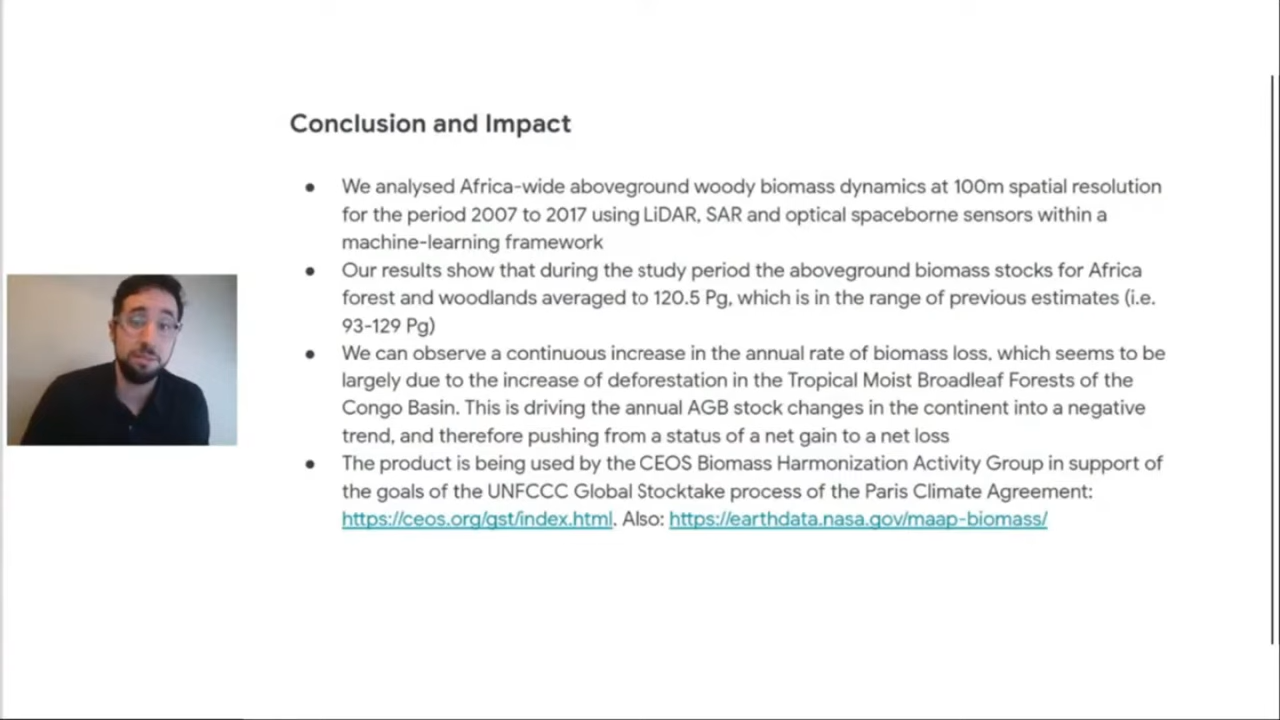 Conclusion and Impact
● We analysed Africa-wide aboveground woody biomass dynamics at 100m spatial resolution
for the period 2007 to 2017 using LiDAR, SAR and optical spaceborne sensors within a
machine-learning framework
● Our results show that during the study period the aboveground biomass stocks for Africa
forest and woodlands averaged to 120.5 Pg, which is in the range of previous estimates (i.e.
93-129 Pg)
● We can observe a continuous increase in the annual rate of biomass loss, which seems to be
largely due to the increase of deforestation in the Tropical Moist Broadleaf Forests of the
Congo Basin. This is driving the annual AGB stock changes in the continent into a negative
trend, and therefore pushing from a status of a net gain to a net loss
● The product is being used by the CEOS Biomass Harmonization Activity Group in support of
the goals of the UNFCCC Global Stocktake process of the Paris Climate Agreement:
https://ceos.org/gst/index.html. Also: https://earthdata.nasa.gov/maap-biomass/